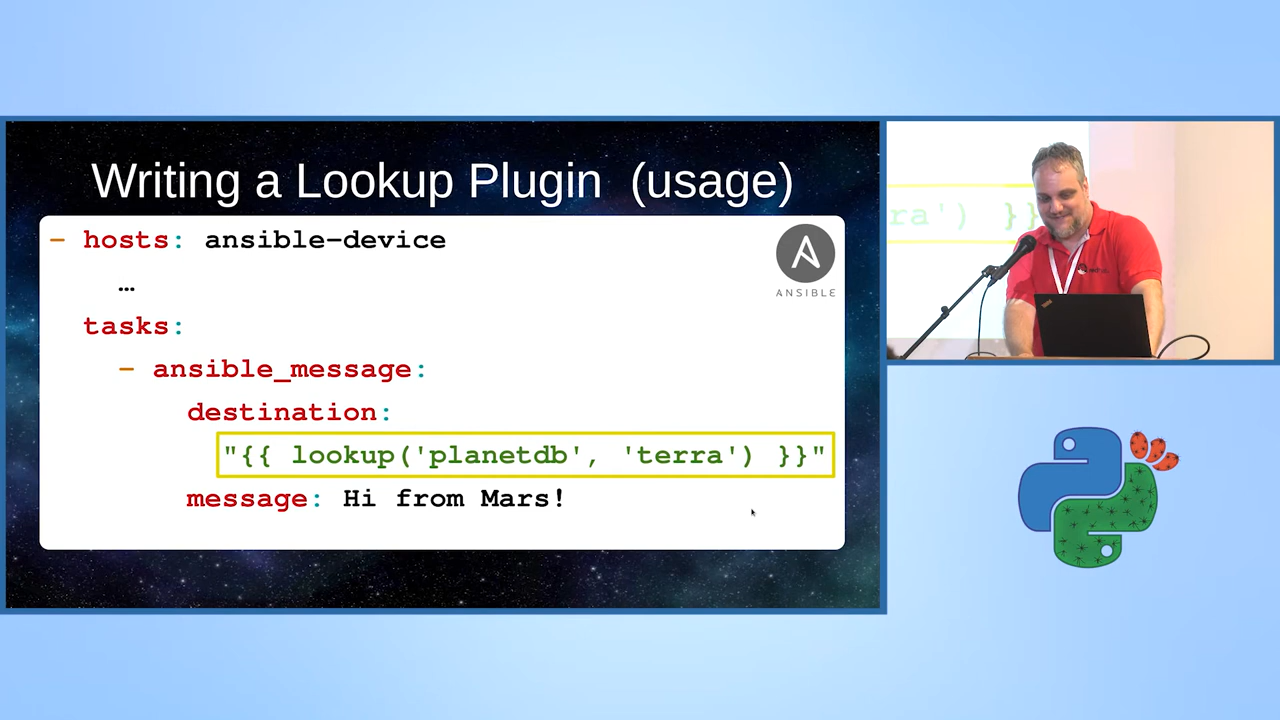 Writing a Lookup Plugin (usage)
- hosts: ansible-device
…
tasks:
- ansible_message:
destination:
"{{ lookup('planetdb', 'terra') }}"
message: Hi from Mars!
ANSIBLE
ra') }}